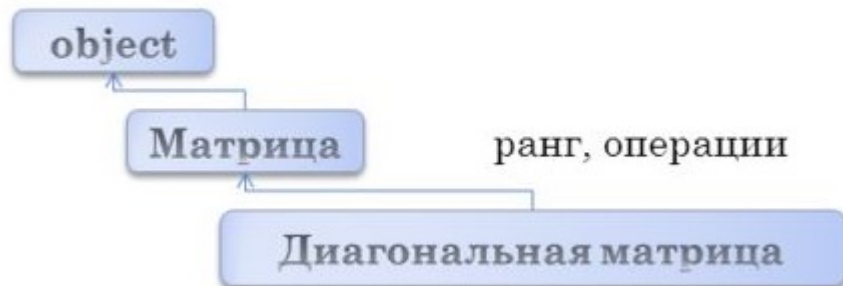 object
Матрица
ранг, операции
Диагональная матрица